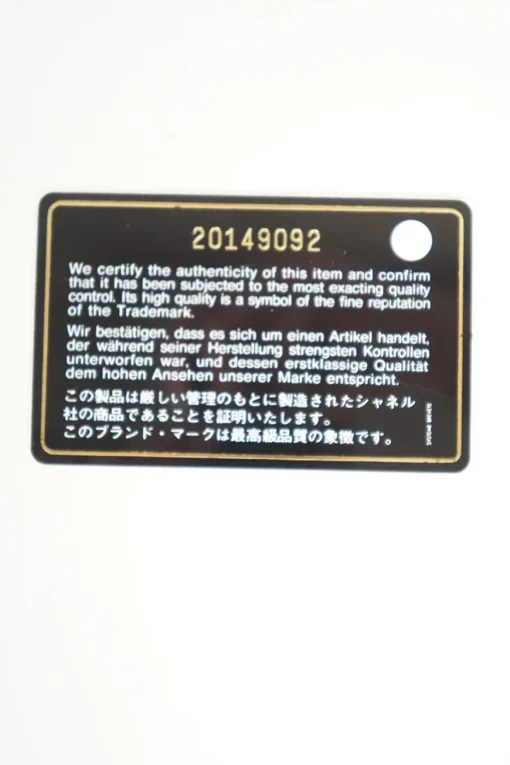 20149092
We certify the authenticity of this item and confirm
that it has been subjected to the most exacting quality
control. Its high quality is a symbol of the fine reputation
of the Trademark.
Wir bestätigen, dass es sich um einen Artikel handelt,
der während seiner Herstellung strengsten Kontrollen
unterworfen war, und dessen erstklassige Qualität
dem hohen Ansehen unserer Marke entspricht.
この製品は厳しい管理のもとに製造されたシャネル
社の商品であることを証明いたします。
このブランド・マークは最高級品質の象徴です。